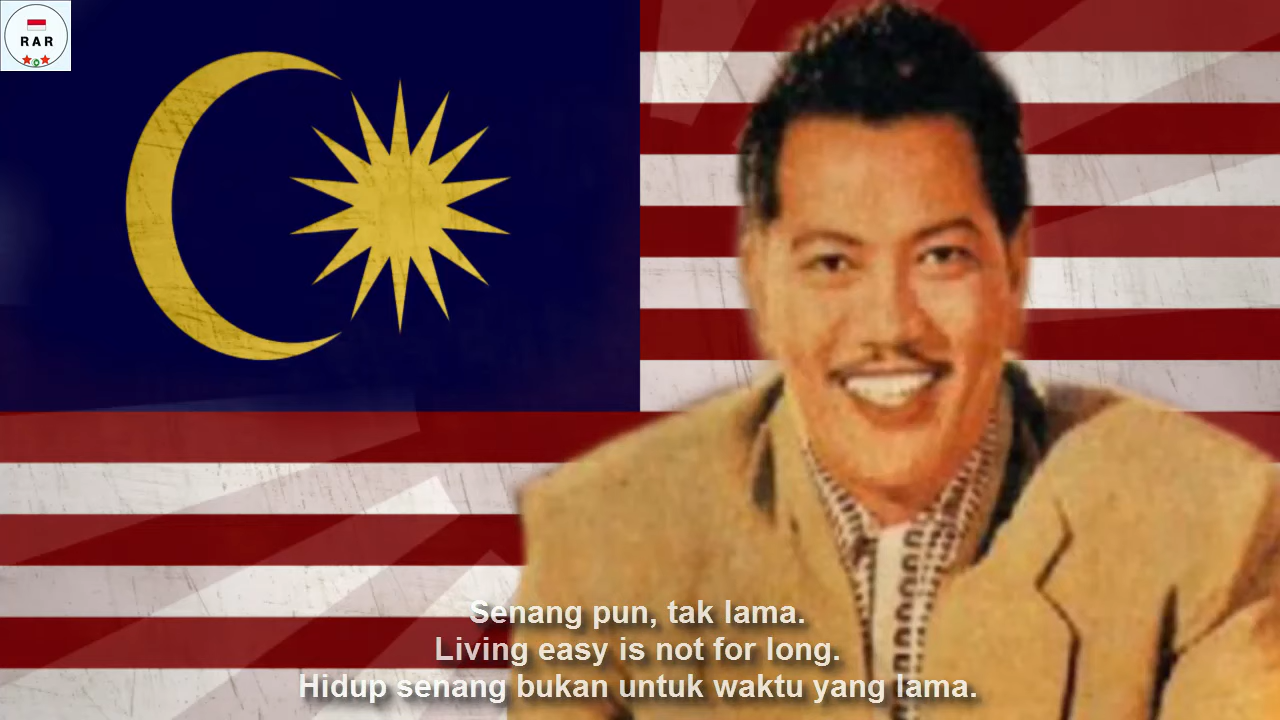 RAR
Senang pun, tak lama.
Living easy is not for long.
Hidup senang bukan untuk waktu yang lama.